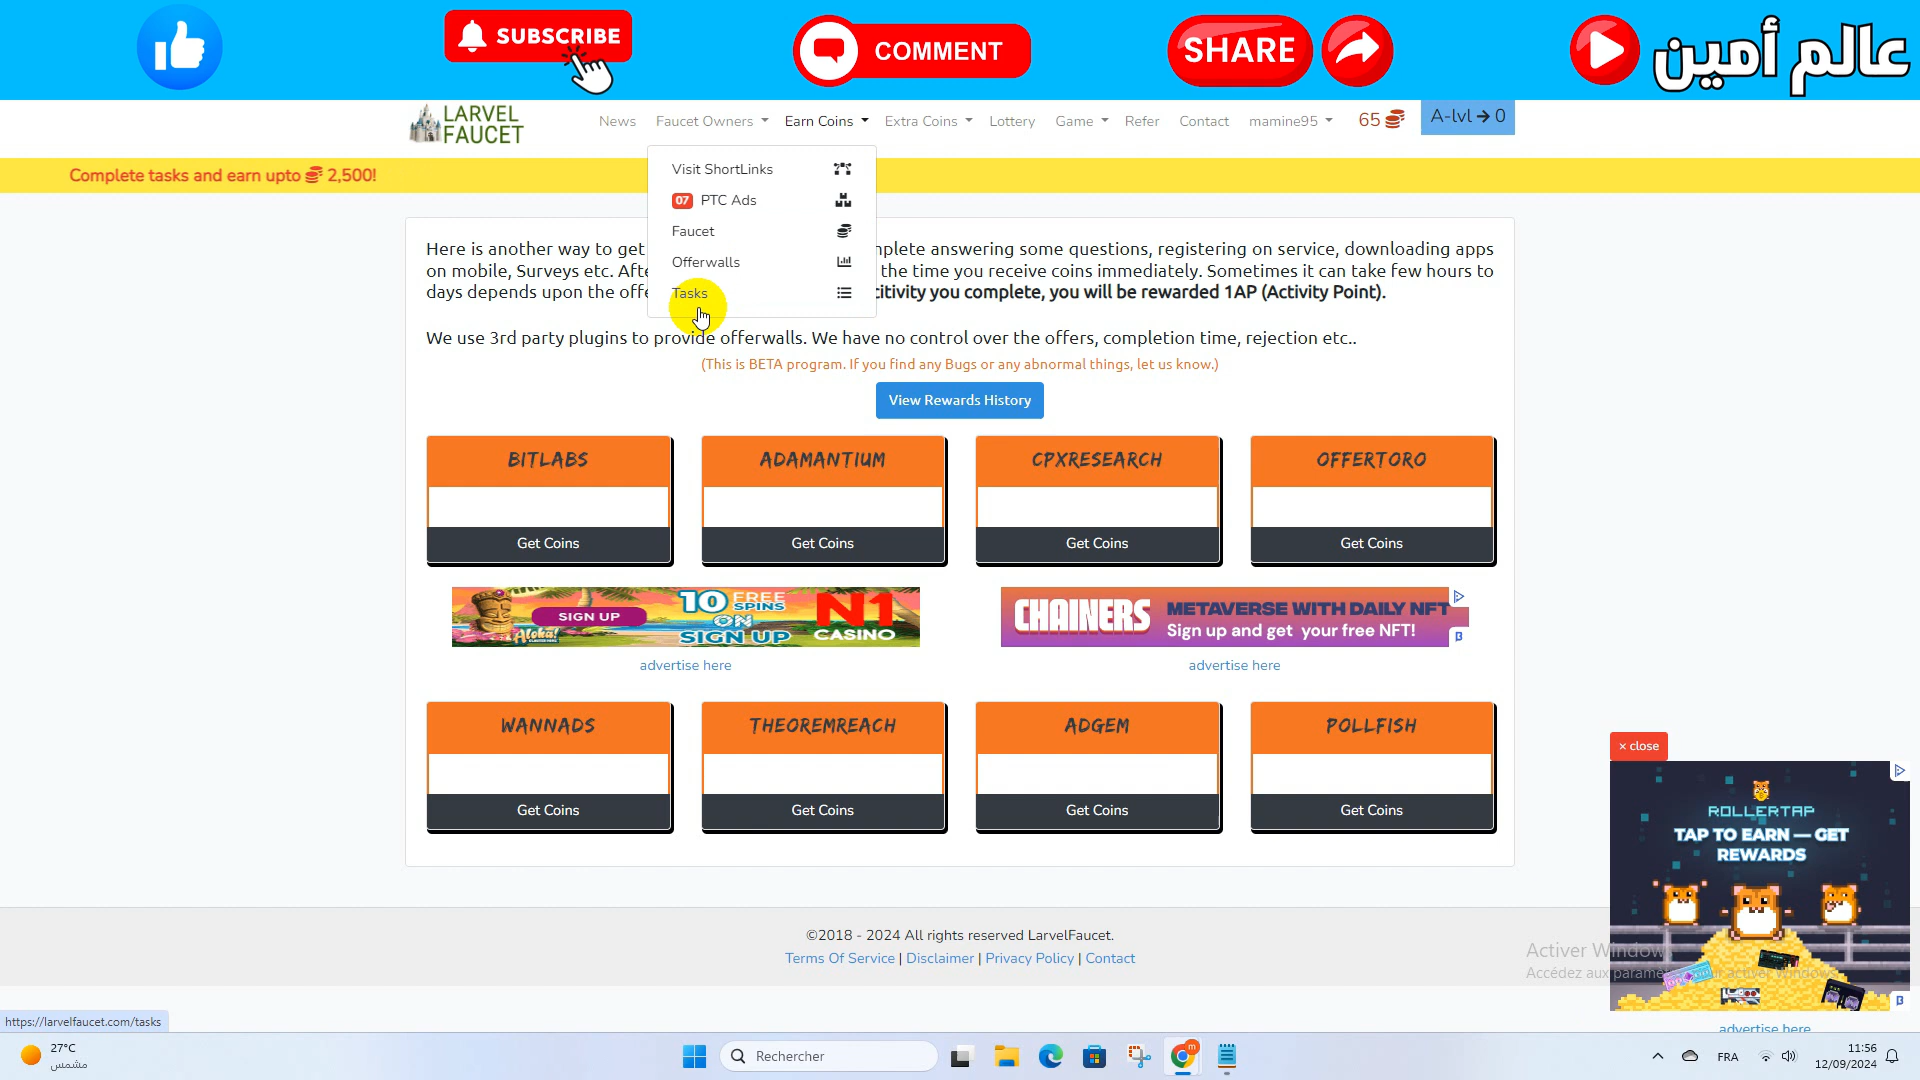 SUBSCRIBE
COMMENT
SHARE
عالم أمين
LARVEL
FAUCET
News
Faucet Owners
Earn Coins
Extra Coins
Lottery
Game
Refer
Contact
mamine95
65
A-lvl → 0
Complete tasks and earn upto 2,500!
Visit ShortLinks
07 PTC Ads
Faucet
Offerwalls
Tasks
Here is another way to get
nplete answering some questions, registering on service, downloading apps
on mobile, Surveys etc. Afte
the time you receive coins immediately. Sometimes it can take few hours to
days depends upon the offe
citivity you complete, you will be rewarded 1AP (Activity Point).
We use 3rd party plugins to provide offerwalls. We have no control over the offers, completion time, rejection etc..
(This is BETA program. If you find any Bugs or any abnormal things, let us know.)
View Rewards History
BITLABS
ADAMANTIUM
CPXRESEARCH
OFFERTORO
Get Coins
Get Coins
Get Coins
Get Coins
Aloha!
SIGN UP
10 FREE SPINS
ON
SIGN UP
N1
CASINO
CHAINERS
METAVERSE WITH DAILY NFT
Sign up and get your free NFT!
advertise here
advertise here
WANNADS
THEOREMREACH
ADGEM
POLLFISH
Get Coins
Get Coins
Get Coins
Get Coins
× close
ROLLERTAP
TAP TO EARN — GET
REWARDS
advertise here
©2018 - 2024 All rights reserved LarvelFaucet.
Terms Of Service | Disclaimer | Privacy Policy | Contact
Activer Windows
Accédez aux paramètres pour activer Windows.
https://larvelfaucet.com/tasks
27°C
مشمس
Rechercher
m
FRA
11:56
12/09/2024